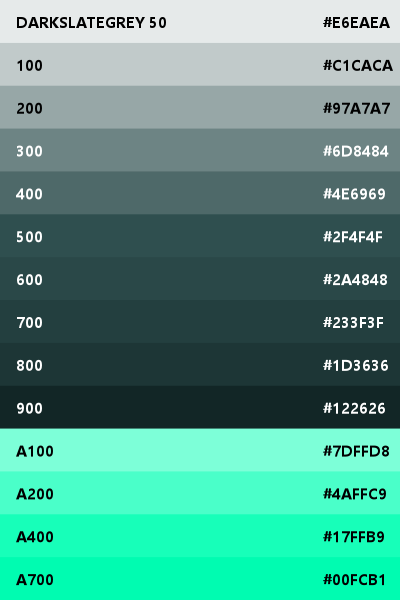 DARKSLATEGREY 50 #E6EAEA
100 #C1CACA
200 #97A7A7
300 #6D8484
400 #4E6969
500 #2F4F4F
600 #2A4848
700 #233F3F
800 #1D3636
900 #122626
A100 #7DFFD8
A200 #4AFFC9
A400 #17FFB9
A700 #00FCB1